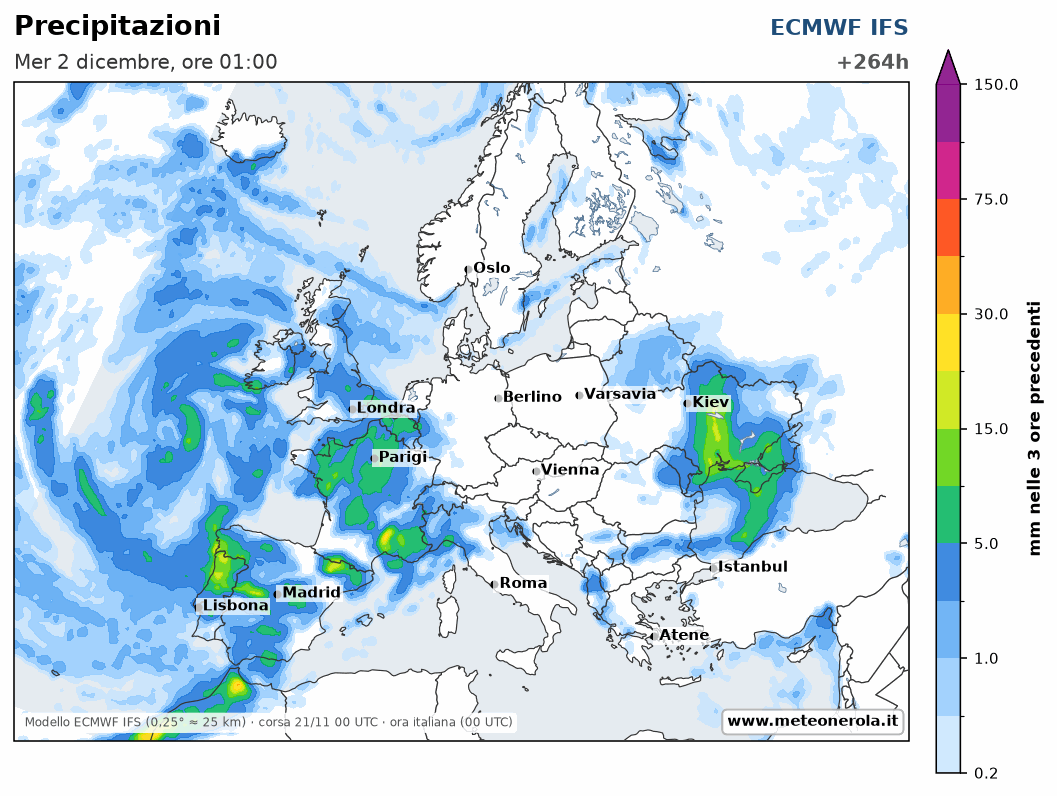 Precipitazioni
ECMWF IFS
Mer 2 dicembre, ore 01:00
+264h
150.0
75.0
30.0
15.0
5.0
1.0
0.2
mm nelle 3 ore precedenti
Oslo
Berlino
Varsavia
Kiev
Londra
Parigi
Vienna
Istanbul
Roma
Madrid
Lisbona
Atene
Modello ECMWF IFS (0,25° ≈ 25 km) · corsa 21/11 00 UTC · ora italiana (00 UTC)
www.meteonerola.it